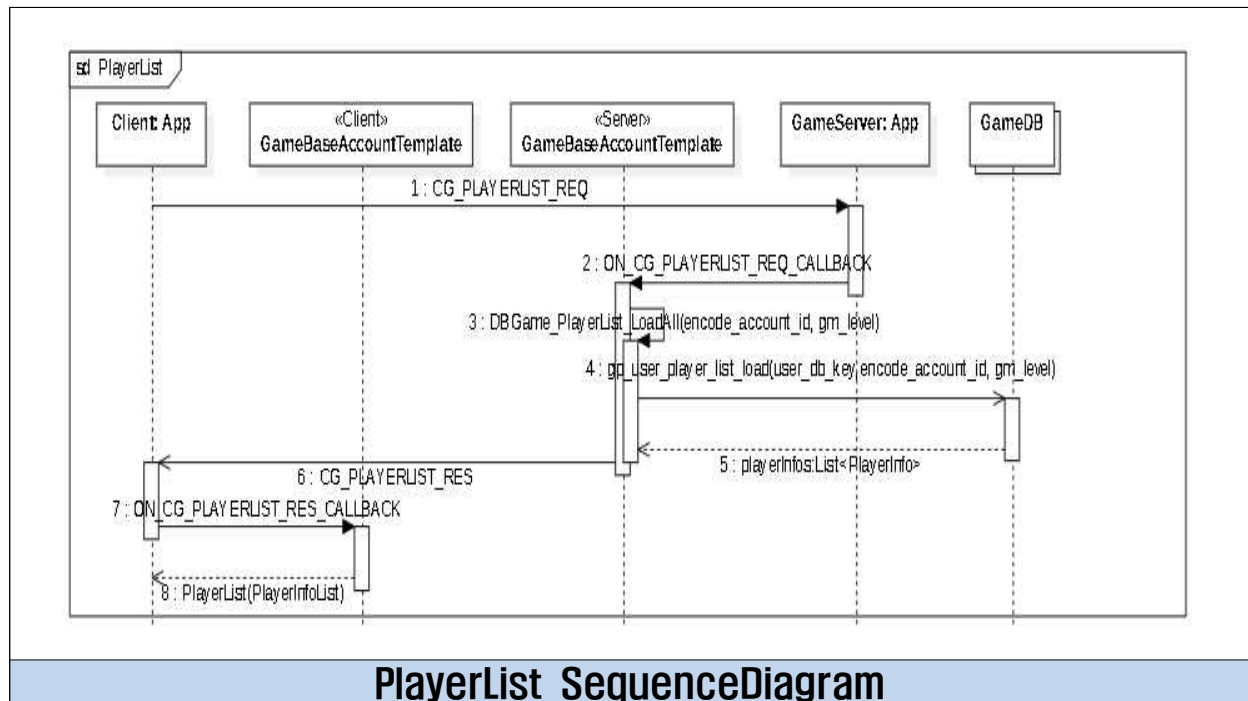 sd PlayerList
Client: App
«Client»
GameBaseAccountTemplate
«Server»
GameBaseAccountTemplate
GameServer: App
GameDB
1 : CG_PLAYERLIST_REQ
2 : ON_CG_PLAYERLIST_REQ_CALLBACK
3 : DBGame_PlayerList_LoadAll(encode_account_id, gm_level)
4 : gp_user_player_list_load(user_db_key,encode_account_id, gm_level)
5 : playerInfos:List<PlayerInfo>
6 : CG_PLAYERLIST_RES
7 : ON_CG_PLAYERLIST_RES_CALLBACK
8 : PlayerList(PlayerInfoList)
PlayerList SequenceDiagram